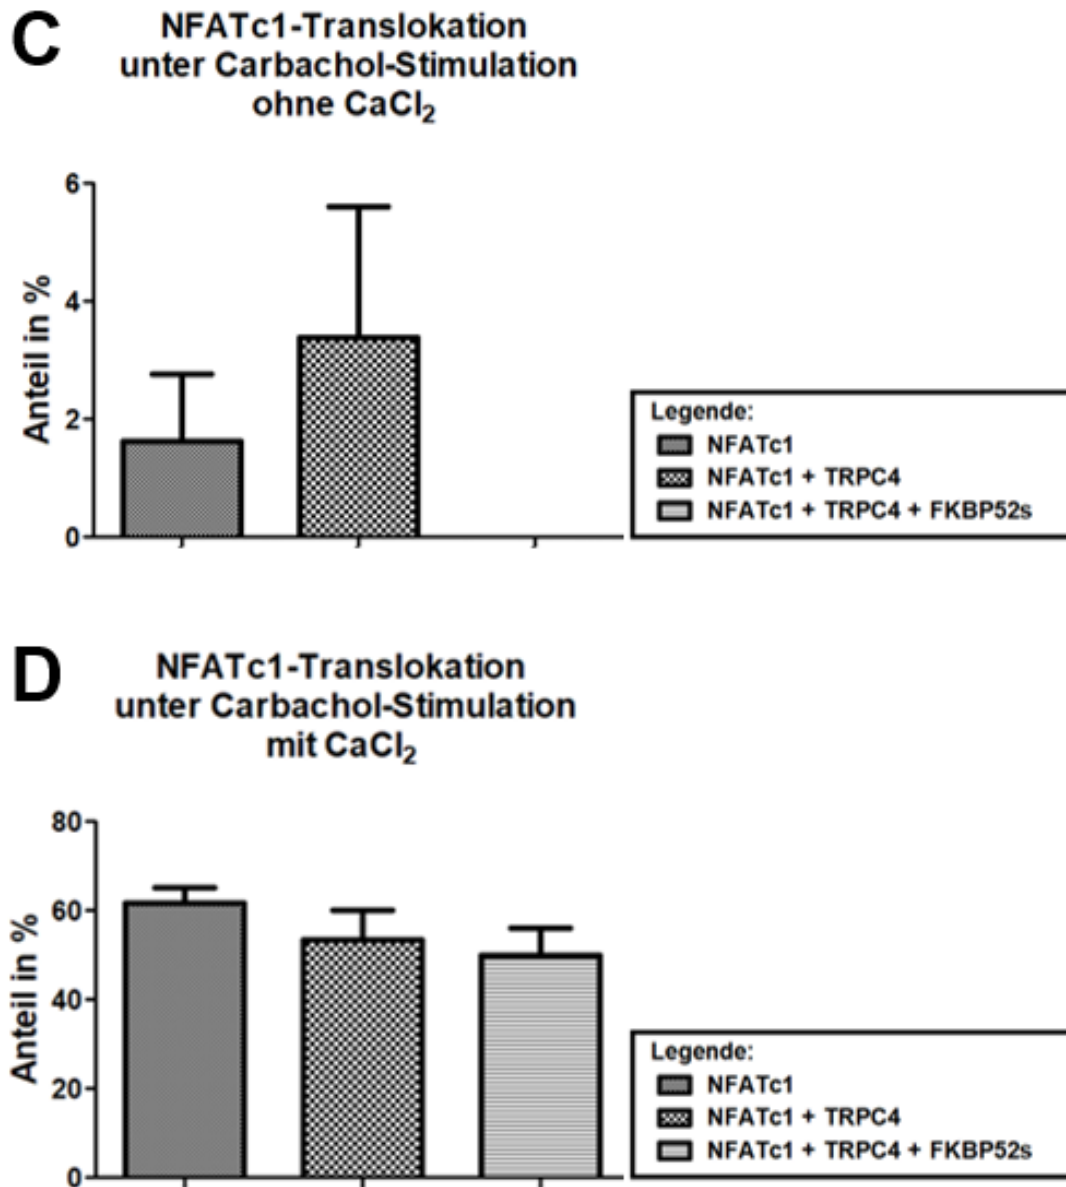 C
NFATc1-Translokation
unter Carbachol-Stimulation
ohne CaCl₂
6
4
2
0
Anteil in %
Legende:
NFATc1
NFATc1 + TRPC4
NFATc1 + TRPC4 + FKBP52s
D
NFATc1-Translokation
unter Carbachol-Stimulation
mit CaCl₂
80
60
40
20
0
Anteil in %
Legende:
NFATc1
NFATc1 + TRPC4
NFATc1 + TRPC4 + FKBP52s